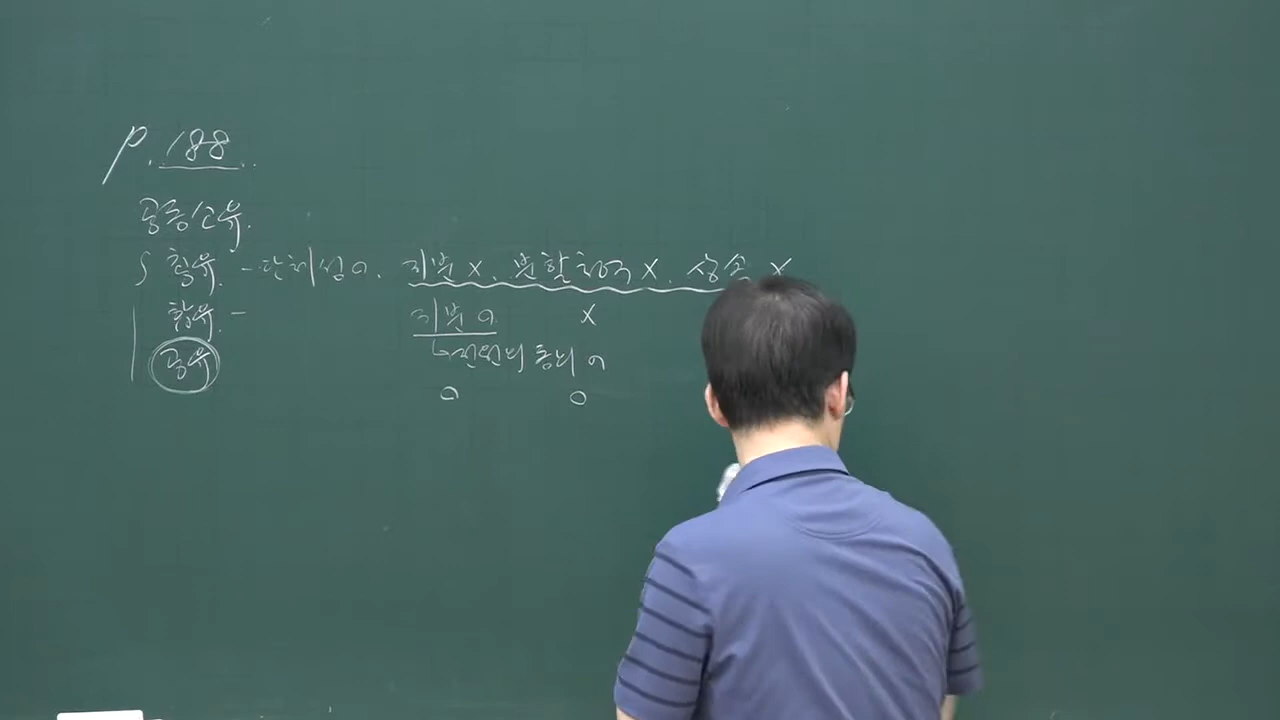 P. 188
공동소유.
총유. - 단체성 O. 지분 X. 분할청구 X. 상속 X
합유. - 지분 O X
↳ 전원의 동의 O
공유 O O